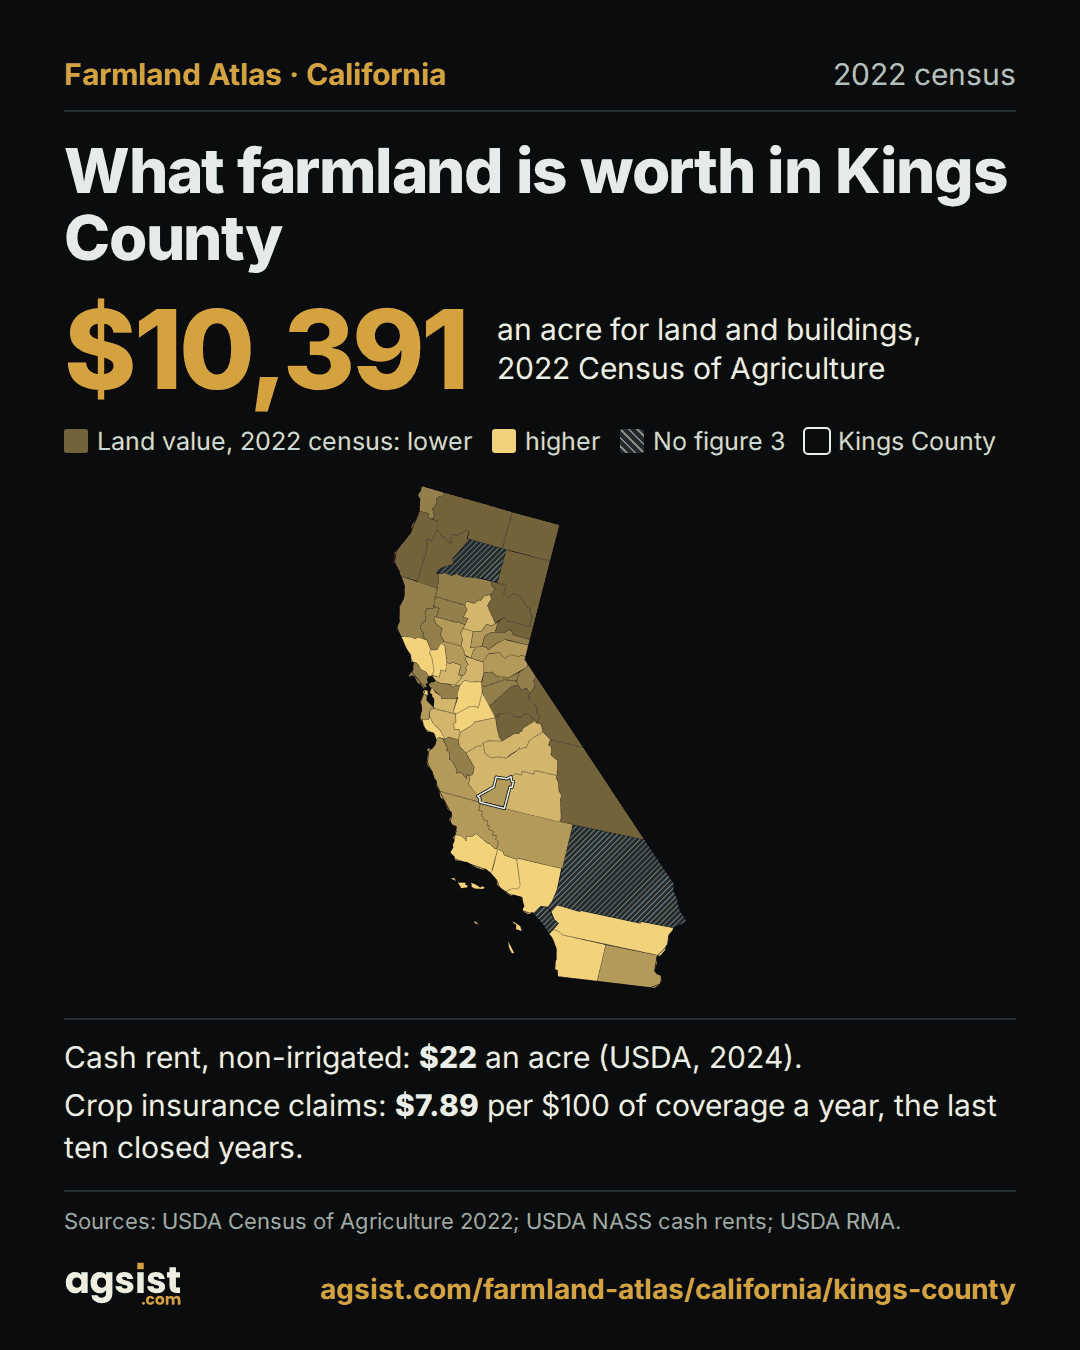 Farmland Atlas · California
2022 census
What farmland is worth in Kings
County
$10,391
an acre for land and buildings,
2022 Census of Agriculture
Land value, 2022 census: lower
higher
No figure 3
Kings County
Cash rent, non-irrigated: $22 an acre (USDA, 2024).
Crop insurance claims: $7.89 per $100 of coverage a year, the last
ten closed years.
Sources: USDA Census of Agriculture 2022; USDA NASS cash rents; USDA RMA.
agsist
.com
agsist.com/farmland-atlas/california/kings-county